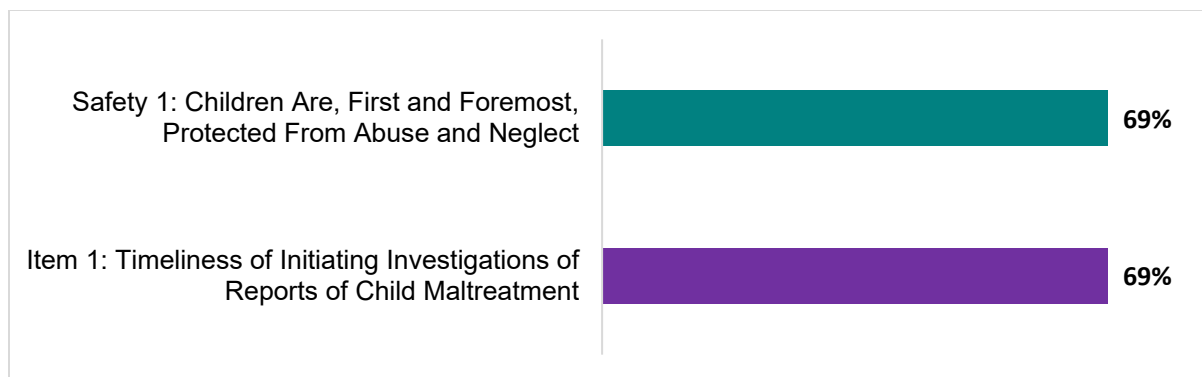 Safety 1: Children Are, First and Foremost,
Protected From Abuse and Neglect
69%
Item 1: Timeliness of Initiating Investigations of
Reports of Child Maltreatment
69%